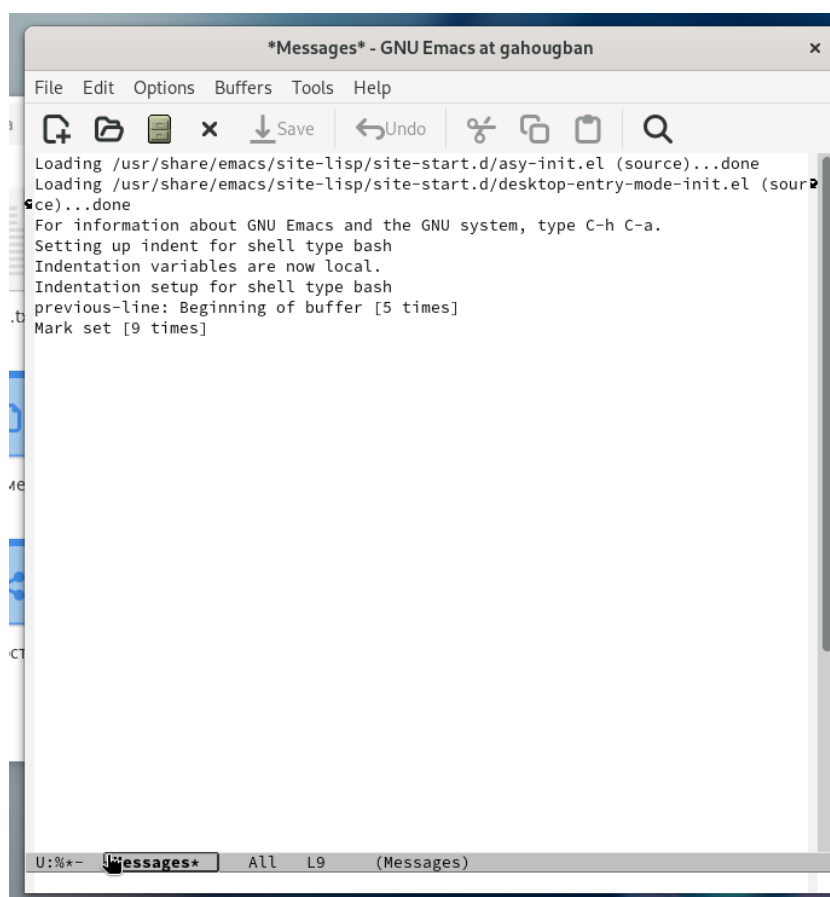 *Messages* - GNU Emacs at gahougban
File Edit Options Buffers Tools Help
Save Undo
Loading /usr/share/emacs/site-lisp/site-start.d/asy-init.el (source)...done
Loading /usr/share/emacs/site-lisp/site-start.d/desktop-entry-mode-init.el (sour
ce)...done
For information about GNU Emacs and the GNU system, type C-h C-a.
Setting up indent for shell type bash
Indentation variables are now local.
Indentation setup for shell type bash
previous-line: Beginning of buffer [5 times]
Mark set [9 times]
U:%*- *Messages* All L9 (Messages)